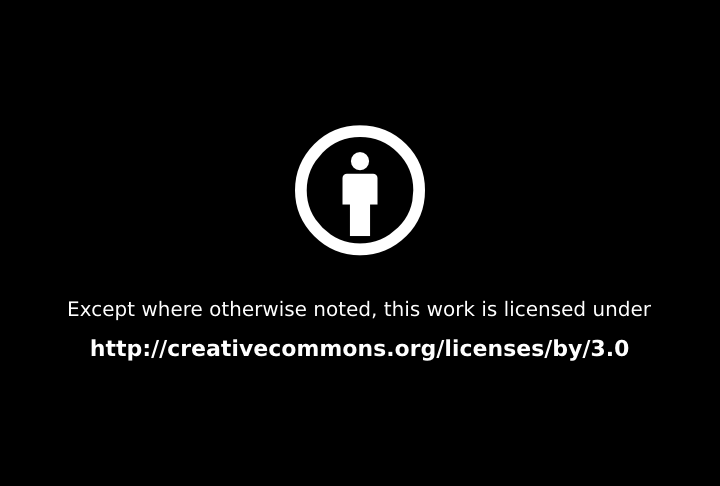 Except where otherwise noted, this work is licensed under
http://creativecommons.org/licenses/by/3.0